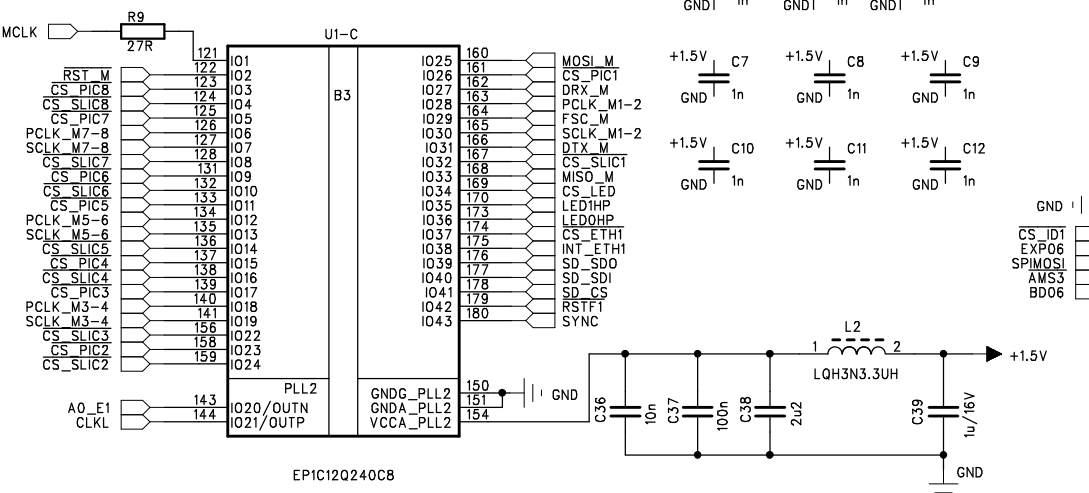 GND 1n GND 1n GND 1n
R9
MCLK
27R
U1-C
B3
121 IO1
RST_M 122 IO2
CS_PIC8 123 IO3
CS_SLIC8 124 IO4
CS_PIC7 125 IO5
PCLK_M7-8 126 IO6
SCLK_M7-8 127 IO7
CS_SLIC7 128 IO8
CS_PIC6 131 IO9
CS_SLIC6 132 IO10
CS_PIC5 133 IO11
PCLK_M5-6 134 IO12
SCLK_M5-6 135 IO13
CS_SLIC5 136 IO14
CS_PIC4 137 IO15
CS_SLIC4 138 IO16
CS_PIC3 139 IO17
PCLK_M3-4 140 IO18
SCLK_M3-4 141 IO19
CS_SLIC3 156 IO22
CS_PIC2 158 IO23
CS_SLIC2 159 IO24
PLL2
A0_E1 143 IO20/OUTN
CLKL 144 IO21/OUTP
IO25 160 MOSI_M
IO26 161 CS_PIC1
IO27 162 DRX_M
IO28 163 PCLK_M1-2
IO29 164 FSC_M
IO30 165 SCLK_M1-2
IO31 166 DTX_M
IO32 167 CS_SLIC1
IO33 168 MISO_M
IO34 169 CS_LED
IO35 170 LED1HP
IO36 173 LED0HP
IO37 174 CS_ETH1
IO38 175 INT_ETH1
IO39 176 SD_SDO
IO40 177 SD_SDI
IO41 178 SD_CS
IO42 179 RSTF1
IO43 180 SYNC
GNDG_PLL2 150
GNDA_PLL2 151 GND
VCCA_PLL2 154
EP1C12Q240C8
+1.5V C7 GND 1n
+1.5V C8 GND 1n
+1.5V C9 GND 1n
+1.5V C10 GND 1n
+1.5V C11 GND 1n
+1.5V C12 GND 1n
GND
CS_ID1
EXP06
SPIMOSI
AMS3
BD06
L2
1 2
+1.5V
LQH3N3.3UH
C36 10n
C37 100n
C38 2u2
C39 1u/16V
GND